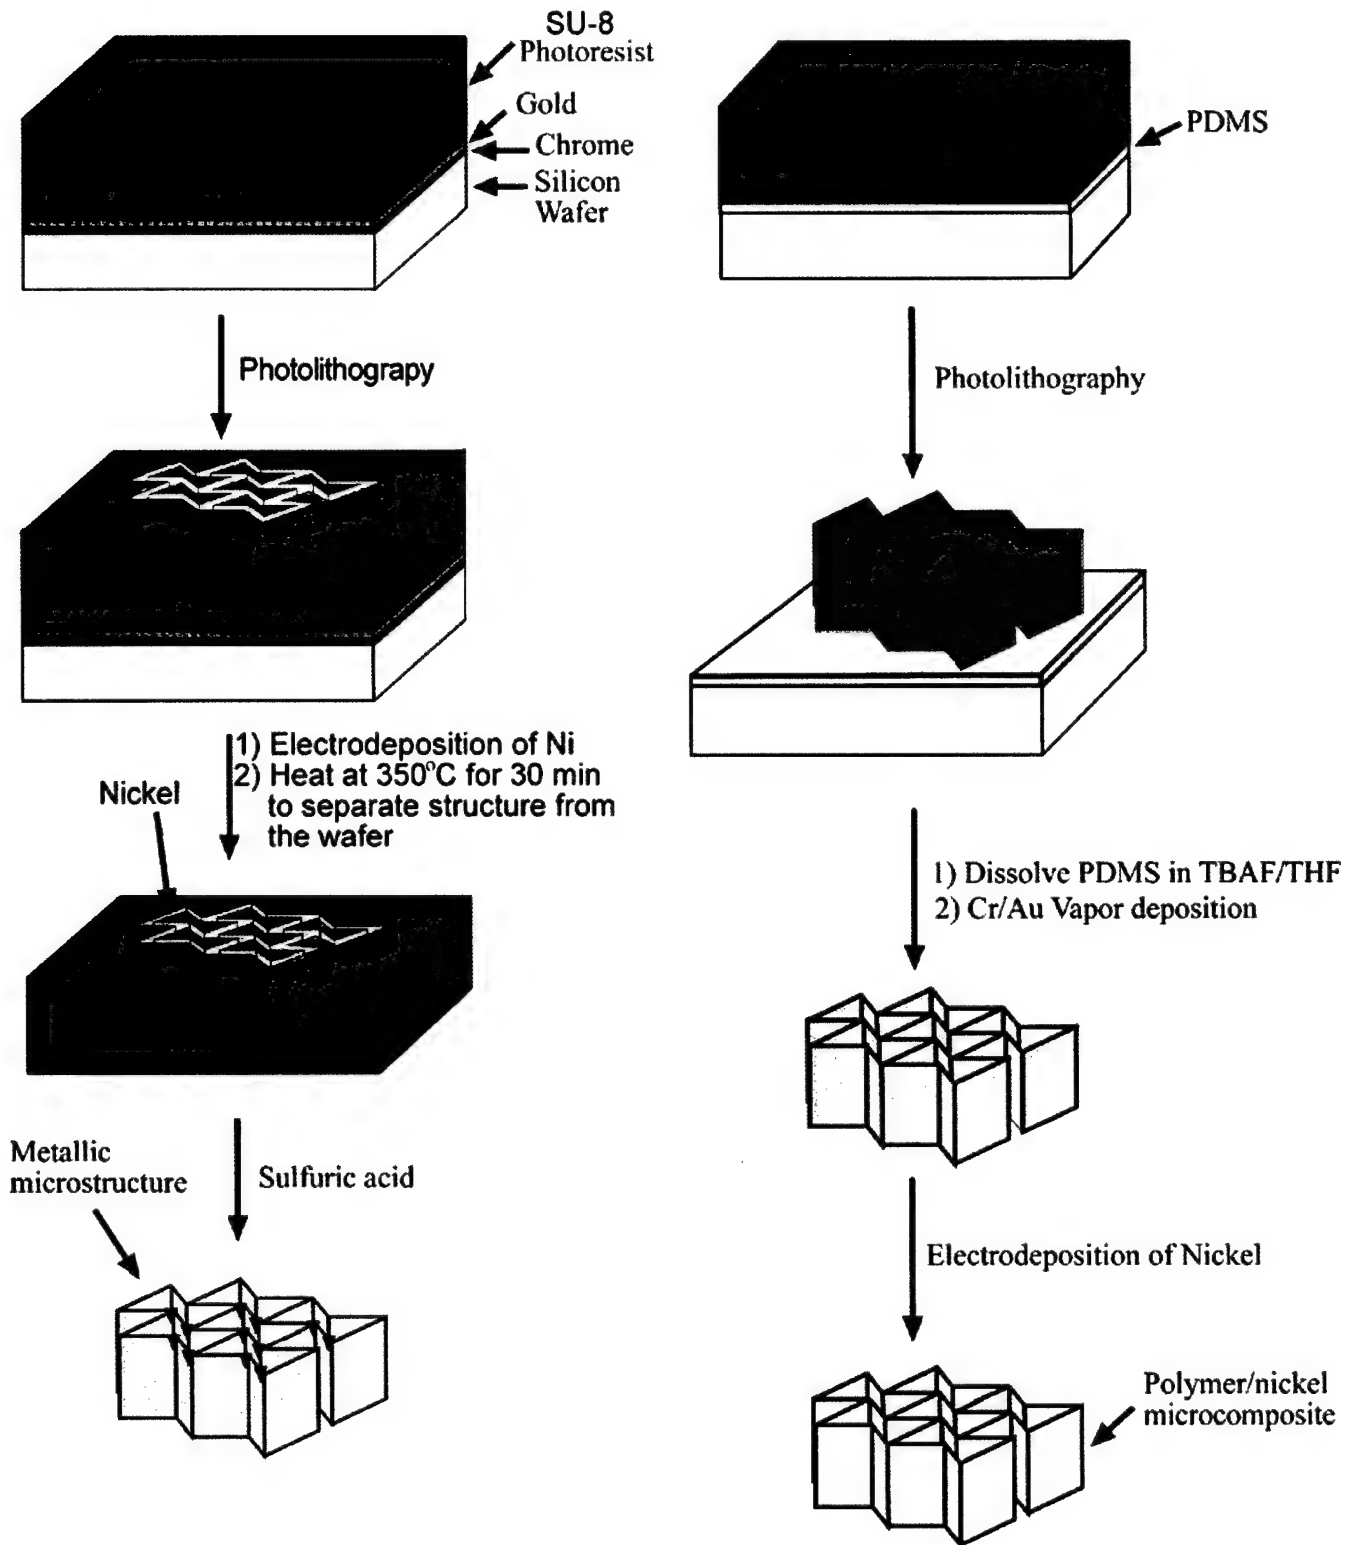 SU-8
Photoresist
Gold
Chrome
Silicon
Wafer
Photolithograpy
1) Electrodeposition of Ni
2) Heat at 350°C for 30 min
to separate structure from
the wafer
Nickel
Metallic
microstructure
Sulfuric acid
PDMS
Photolithography
1) Dissolve PDMS in TBAF/THF
2) Cr/Au Vapor deposition
Electrodeposition of Nickel
Polymer/nickel
microcomposite